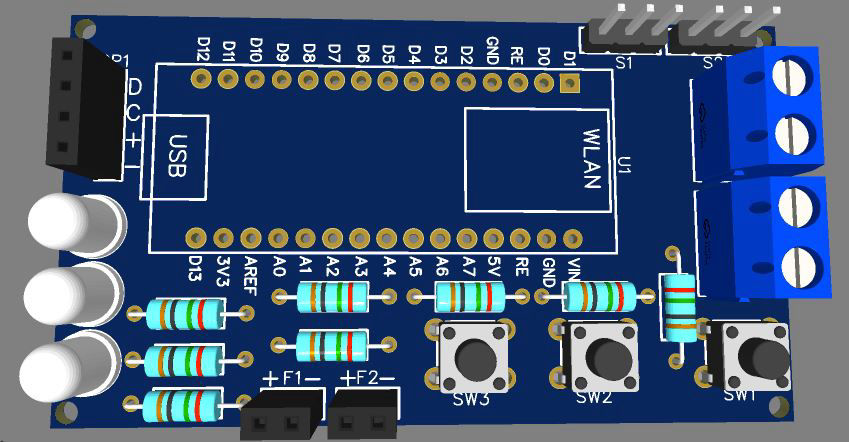 D12 D11 D10 D9 D8 D7 D6 D5 D4 D3 D2 GND RE D0 D1
S1
D
C
+
-
USB
WLAN
U1
D13 3V3 AREF A0 A1 A2 A3 A4 A5 A6 A7 5V RE GND VIN
+F1-
+F2-
SW3
SW2
SW1